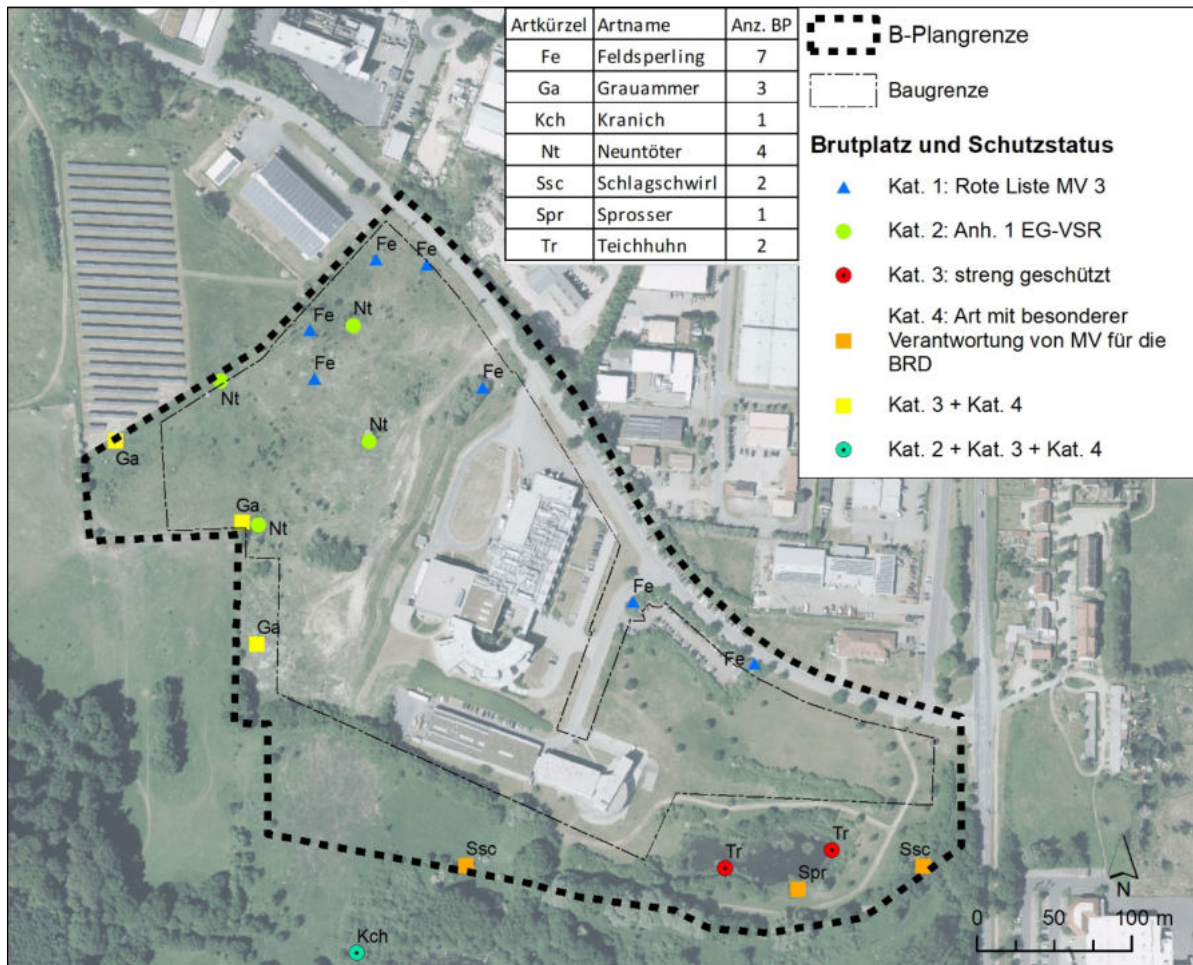 Artkürzel Artname Anz. BP
Fe Feldsperling 7
Ga Grauammer 3
Kch Kranich 1
Nt Neuntöter 4
Ssc Schlagschwirl 2
Spr Sprosser 1
Tr Teichhuhn 2
B-Plangrenze
Baugrenze
Brutplatz und Schutzstatus
Kat. 1: Rote Liste MV 3
Kat. 2: Anh. 1 EG-VSR
Kat. 3: streng geschützt
Kat. 4: Art mit besonderer
Verantwortung von MV für die
BRD
Kat. 3 + Kat. 4
Kat. 2 + Kat. 3 + Kat. 4
Fe
Fe
Fe
Nt
Fe
Nt
Fe
Nt
Ga
Ga
Nt
Fe
Ga
Fe
Ssc
Tr
Tr
Spr
Ssc
Kch
N
0 50 100 m